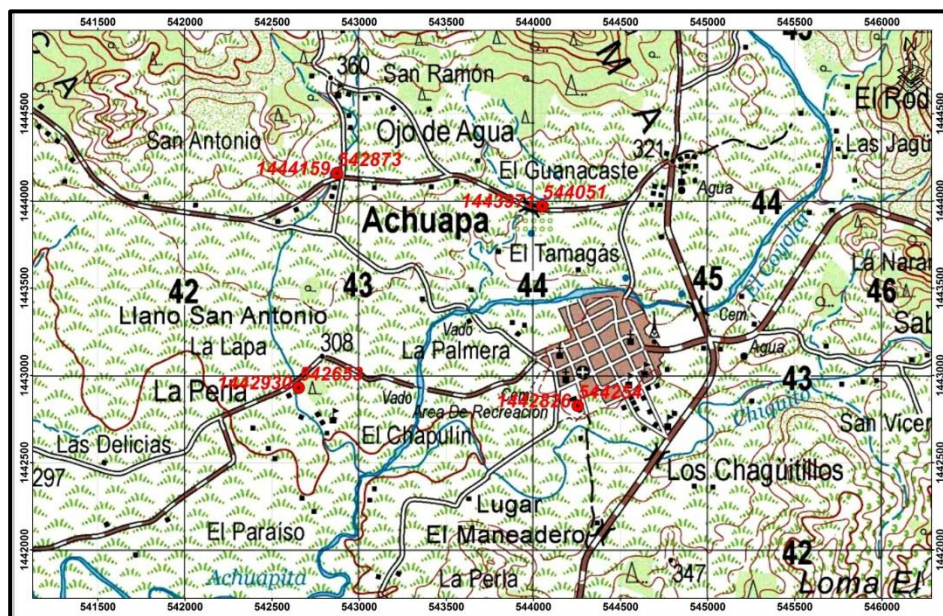 541500 542000 542500 543000 543500 544000 544500 545000 545500 546000
45
N
360
San Ramón
A
M
A
El Rod
1444500
1444500
San Antonio
Ojo de Agua
Las Jagü
1444159 542873
El Guanacaste
321
Agua
1443971 544051
44
1444000
1444000
Achuapa
El Tamagás
El Coyolar
La Naran
42
43
44
45
46
1443500
1443500
Llano San Antonio
Cem.
Sab
Vado
La Lapa
308
La Palmera
Agua
1443000
1443000
1442930 542653
La Perla
Vado
Cem.
1442826 544254
43
Area De Recreación
Chiquito
Las Delicias
El Chapulín
San Vicen
1442500
1442500
297
Los Chagüitillos
Lugar
El Paraíso
El Maneadero
1442000
1442000
42
Achuapita
La Perla
347
Loma El
541500 542000 542500 543000 543500 544000 544500 545000 545500 546000